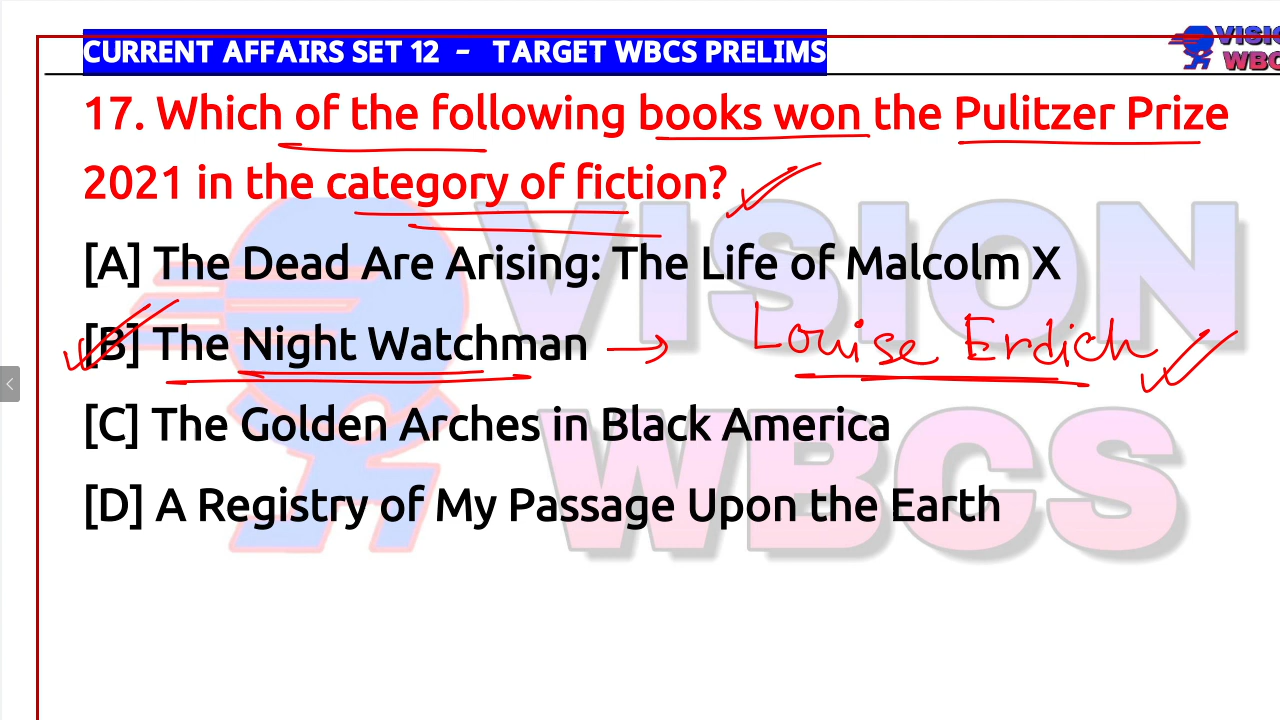 CURRENT AFFAIRS SET 12 – TARGET WBCS PRELIMS
VISIO
WBCS
17. Which of the following books won the Pulitzer Prize
2021 in the category of fiction?
[A] The Dead Are Arising: The Life of Malcolm X
[B] The Night Watchman → Louise Erdich
[C] The Golden Arches in Black America
[D] A Registry of My Passage Upon the Earth
VISION
WBCS